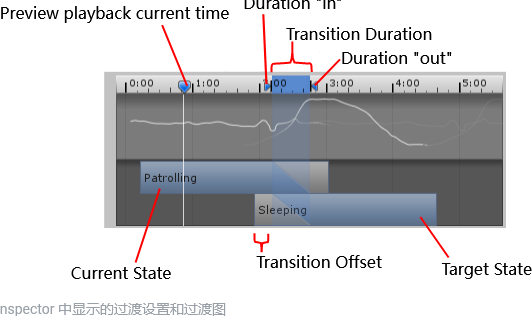 Duration "in"
Preview playback current time
Transition Duration
Duration "out"
0:00 1:00 2:00 3:00 4:00 5:00
Patrolling
Sleeping
Current State
Transition Offset
Target State
nspector 中显示的过渡设置和过渡图